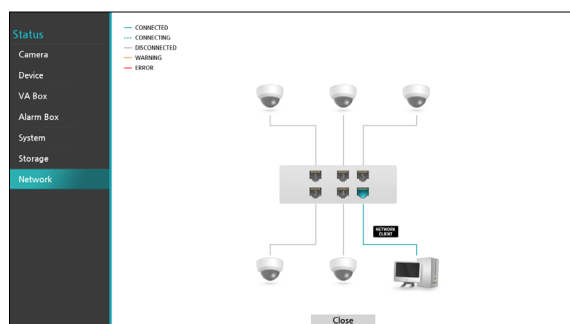 Status
Camera
Device
VA Box
Alarm Box
System
Storage
Network
CONNECTED
CONNECTING
DISCONNECTED
WARNING
ERROR
NETWORK
CLIENT
Close